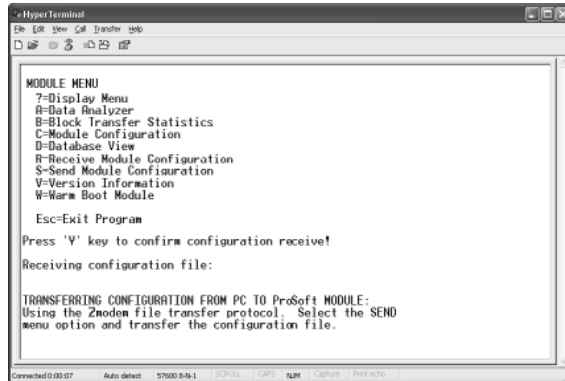 HyperTerminal
File Edit View Call Transfer Help
MODULE MENU
?=Display Menu
A=Data Analyzer
B=Block Transfer Statistics
C=Module Configuration
D=Database View
R=Receive Module Configuration
S=Send Module Configuration
V=Version Information
W=Warm Boot Module
Esc=Exit Program
Press 'Y' key to confirm configuration receive!
Receiving configuration file:
TRANSFERRING CONFIGURATION FROM PC TO ProSoft MODULE:
Using the Zmodem file transfer protocol. Select the SEND
menu option and transfer the configuration file.
Connected 0:00:07 Auto detect 57600 8-N-1 SCROLL CAPS NUM Capture Print echo